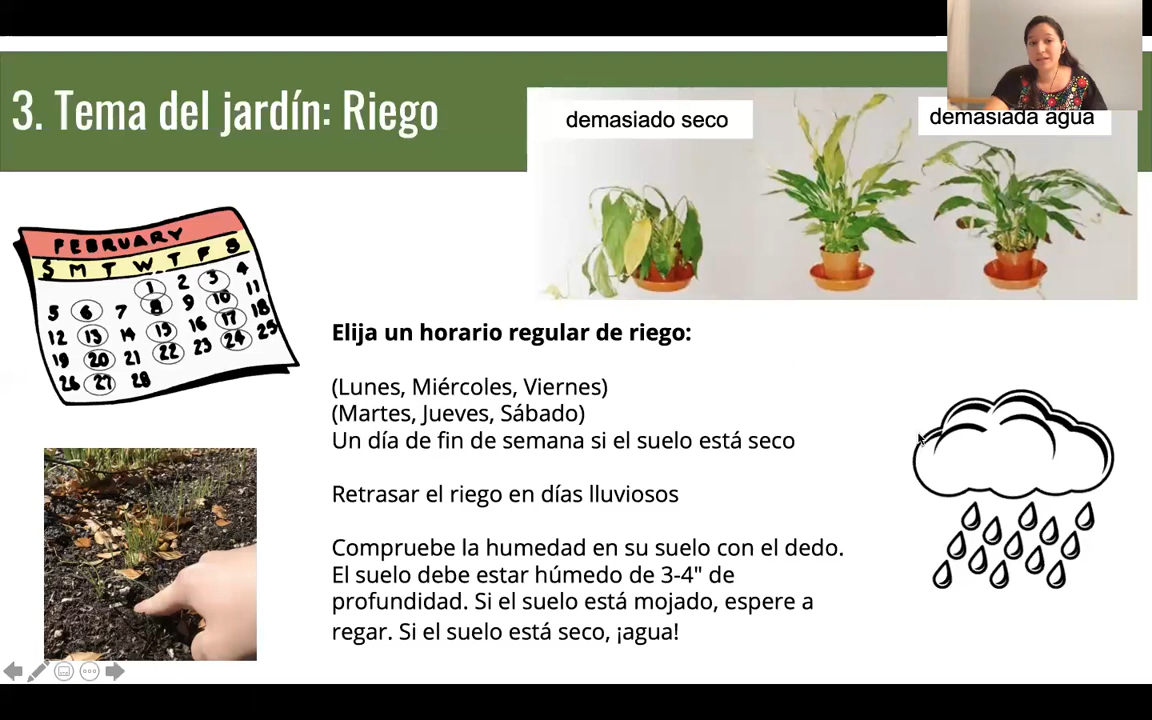 3. Tema del jardín: Riego
demasiado seco
demasiada agua
FEBRUARY
S M T W T F S
1 2 3 4
5 6 7 8 9 10 11
12 13 14 15 16 17 18
19 20 21 22 23 24 25
26 27 28
Elija un horario regular de riego:
(Lunes, Miércoles, Viernes)
(Martes, Jueves, Sábado)
Un día de fin de semana si el suelo está seco
Retrasar el riego en días lluviosos
Compruebe la humedad en su suelo con el dedo.
El suelo debe estar húmedo de 3-4" de
profundidad. Si el suelo está mojado, espere a
regar. Si el suelo está seco, ¡agua!